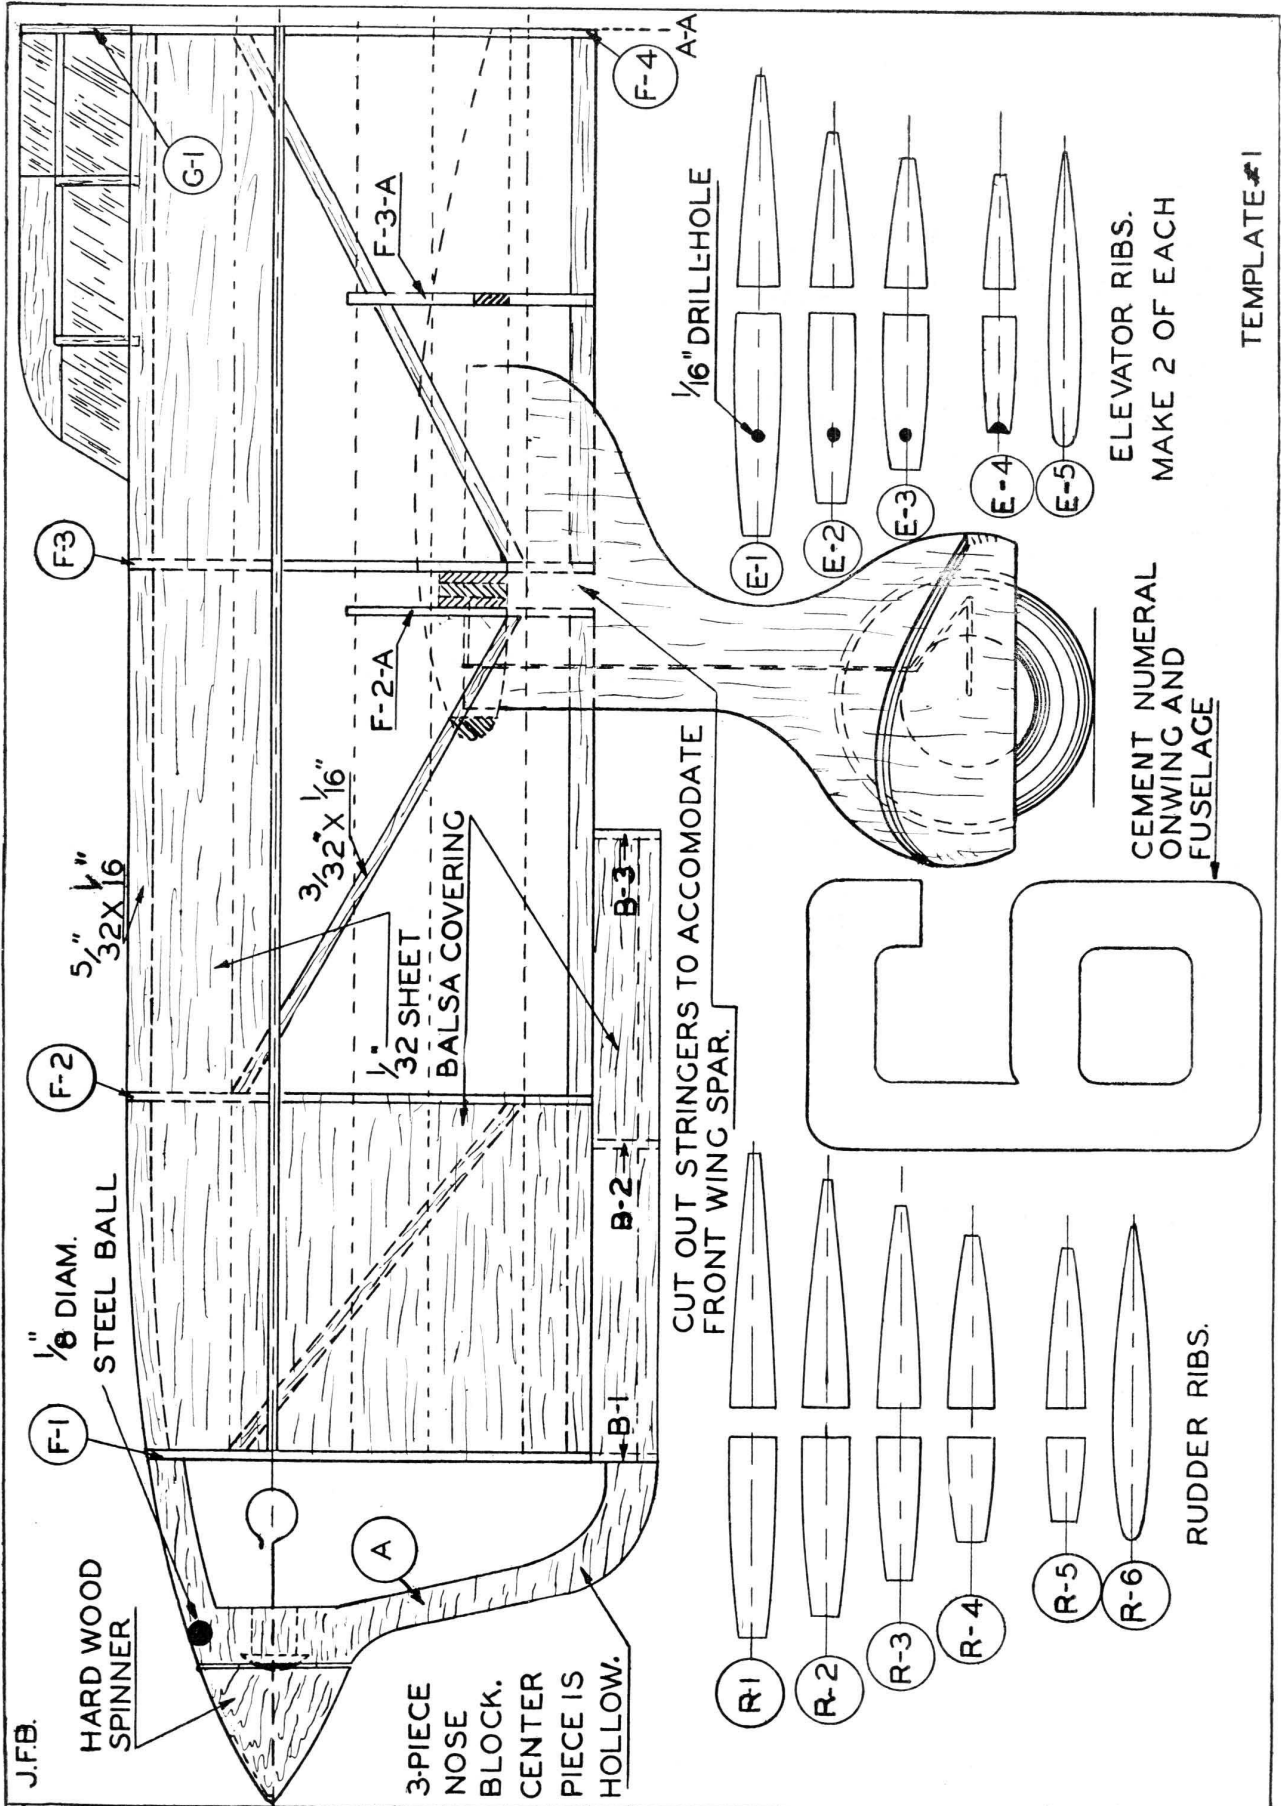 J.F.B.
HARD WOOD
SPINNER
1/8" DIAM.
STEEL BALL
F-1
F-2
F-3
G-1
5/32" X 1/16"
3/32" X 1/16"
1/32" SHEET
BALSA COVERING
F-2-A
F-3-A
F-4
A-A
A
3-PIECE
NOSE
BLOCK.
CENTER
PIECE IS
HOLLOW.
B-1
B-2
B-3
CUT OUT STRINGERS TO ACCOMODATE
FRONT WING SPAR.
1/16" DRILL-HOLE
R-1
R-2
R-3
R-4
R-5
R-6
RUDDER RIBS.
6
CEMENT NUMERAL
ONWING AND
FUSELAGE
E-1
E-2
E-3
E-4
E-5
ELEVATOR RIBS.
MAKE 2 OF EACH
TEMPLATE #1